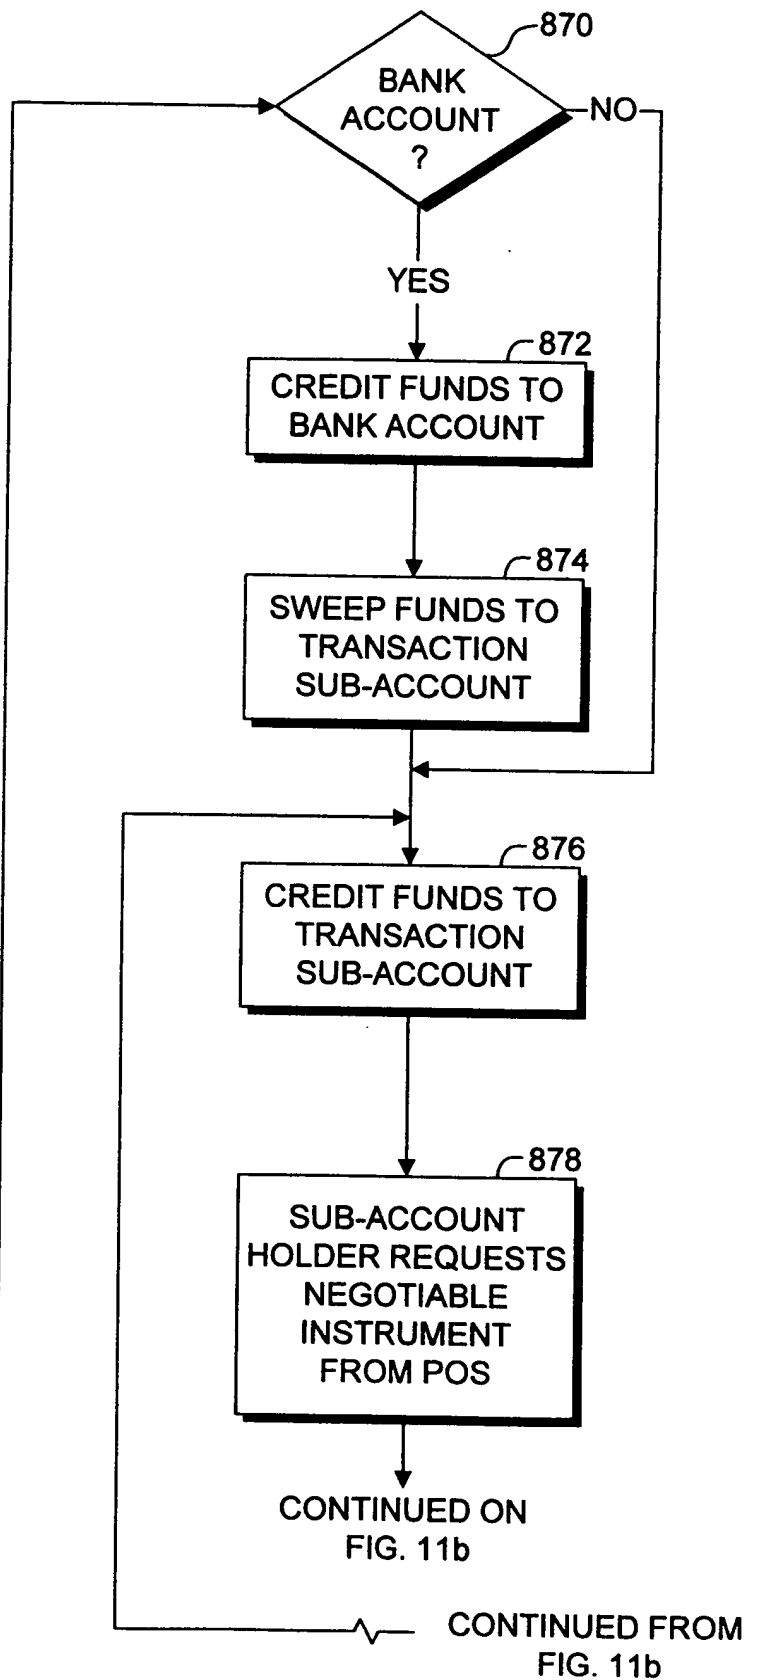 870
BANK
ACCOUNT
?
NO
YES
872
CREDIT FUNDS TO
BANK ACCOUNT
874
SWEEP FUNDS TO
TRANSACTION
SUB-ACCOUNT
876
CREDIT FUNDS TO
TRANSACTION
SUB-ACCOUNT
878
SUB-ACCOUNT
HOLDER REQUESTS
NEGOTIABLE
INSTRUMENT
FROM POS
CONTINUED ON
FIG. 11b
CONTINUED FROM
FIG. 11b